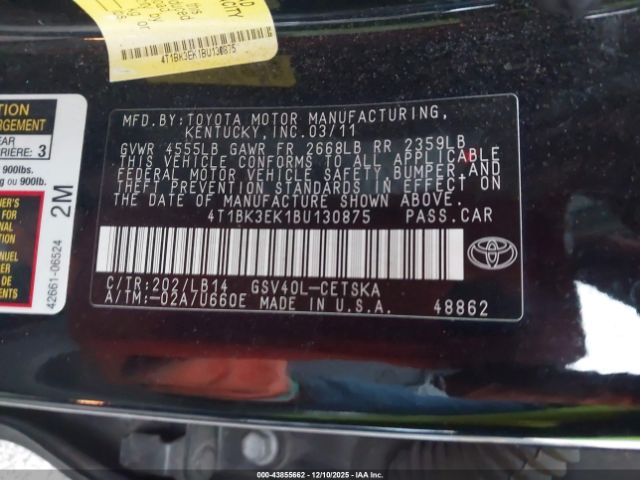 CITY
4T1BK3EK1BU130875
MFD.BY:TOYOTA MOTOR MANUFACTURING,
KENTUCKY,INC.03/11
GVWR 4555LB GAWR FR 2668LB RR 2359LB
THIS VEHICLE CONFORMS TO ALL APPLICABLE
FEDERAL MOTOR VEHICLE SAFETY,BUMPER,AND
THEFT PREVENTION STANDARDS IN EFFECT ON
THE DATE OF MANUFACTURE SHOWN ABOVE.
4T1BK3EK1BU130875 PASS.CAR
TOYOTA
C/TR:202/LB14 GSV40L-CETSKA
A/TM:-02A7U660E MADE IN U.S.A.
48862
3
900lbs.
ou 900lb.
2M
42661-06524
000-43855662 - 12/10/2025 - IAA Inc.